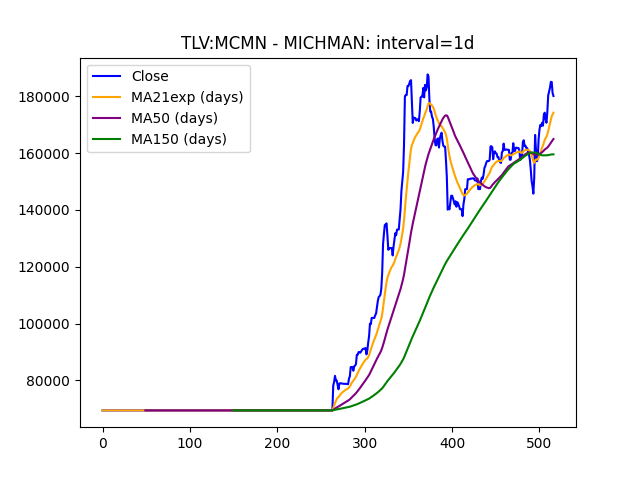 TLV:MCMN - MICHMAN: interval=1d
Close
MA21exp (days)
MA50 (days)
MA150 (days)
180000
160000
140000
120000
100000
80000
0 100 200 300 400 500